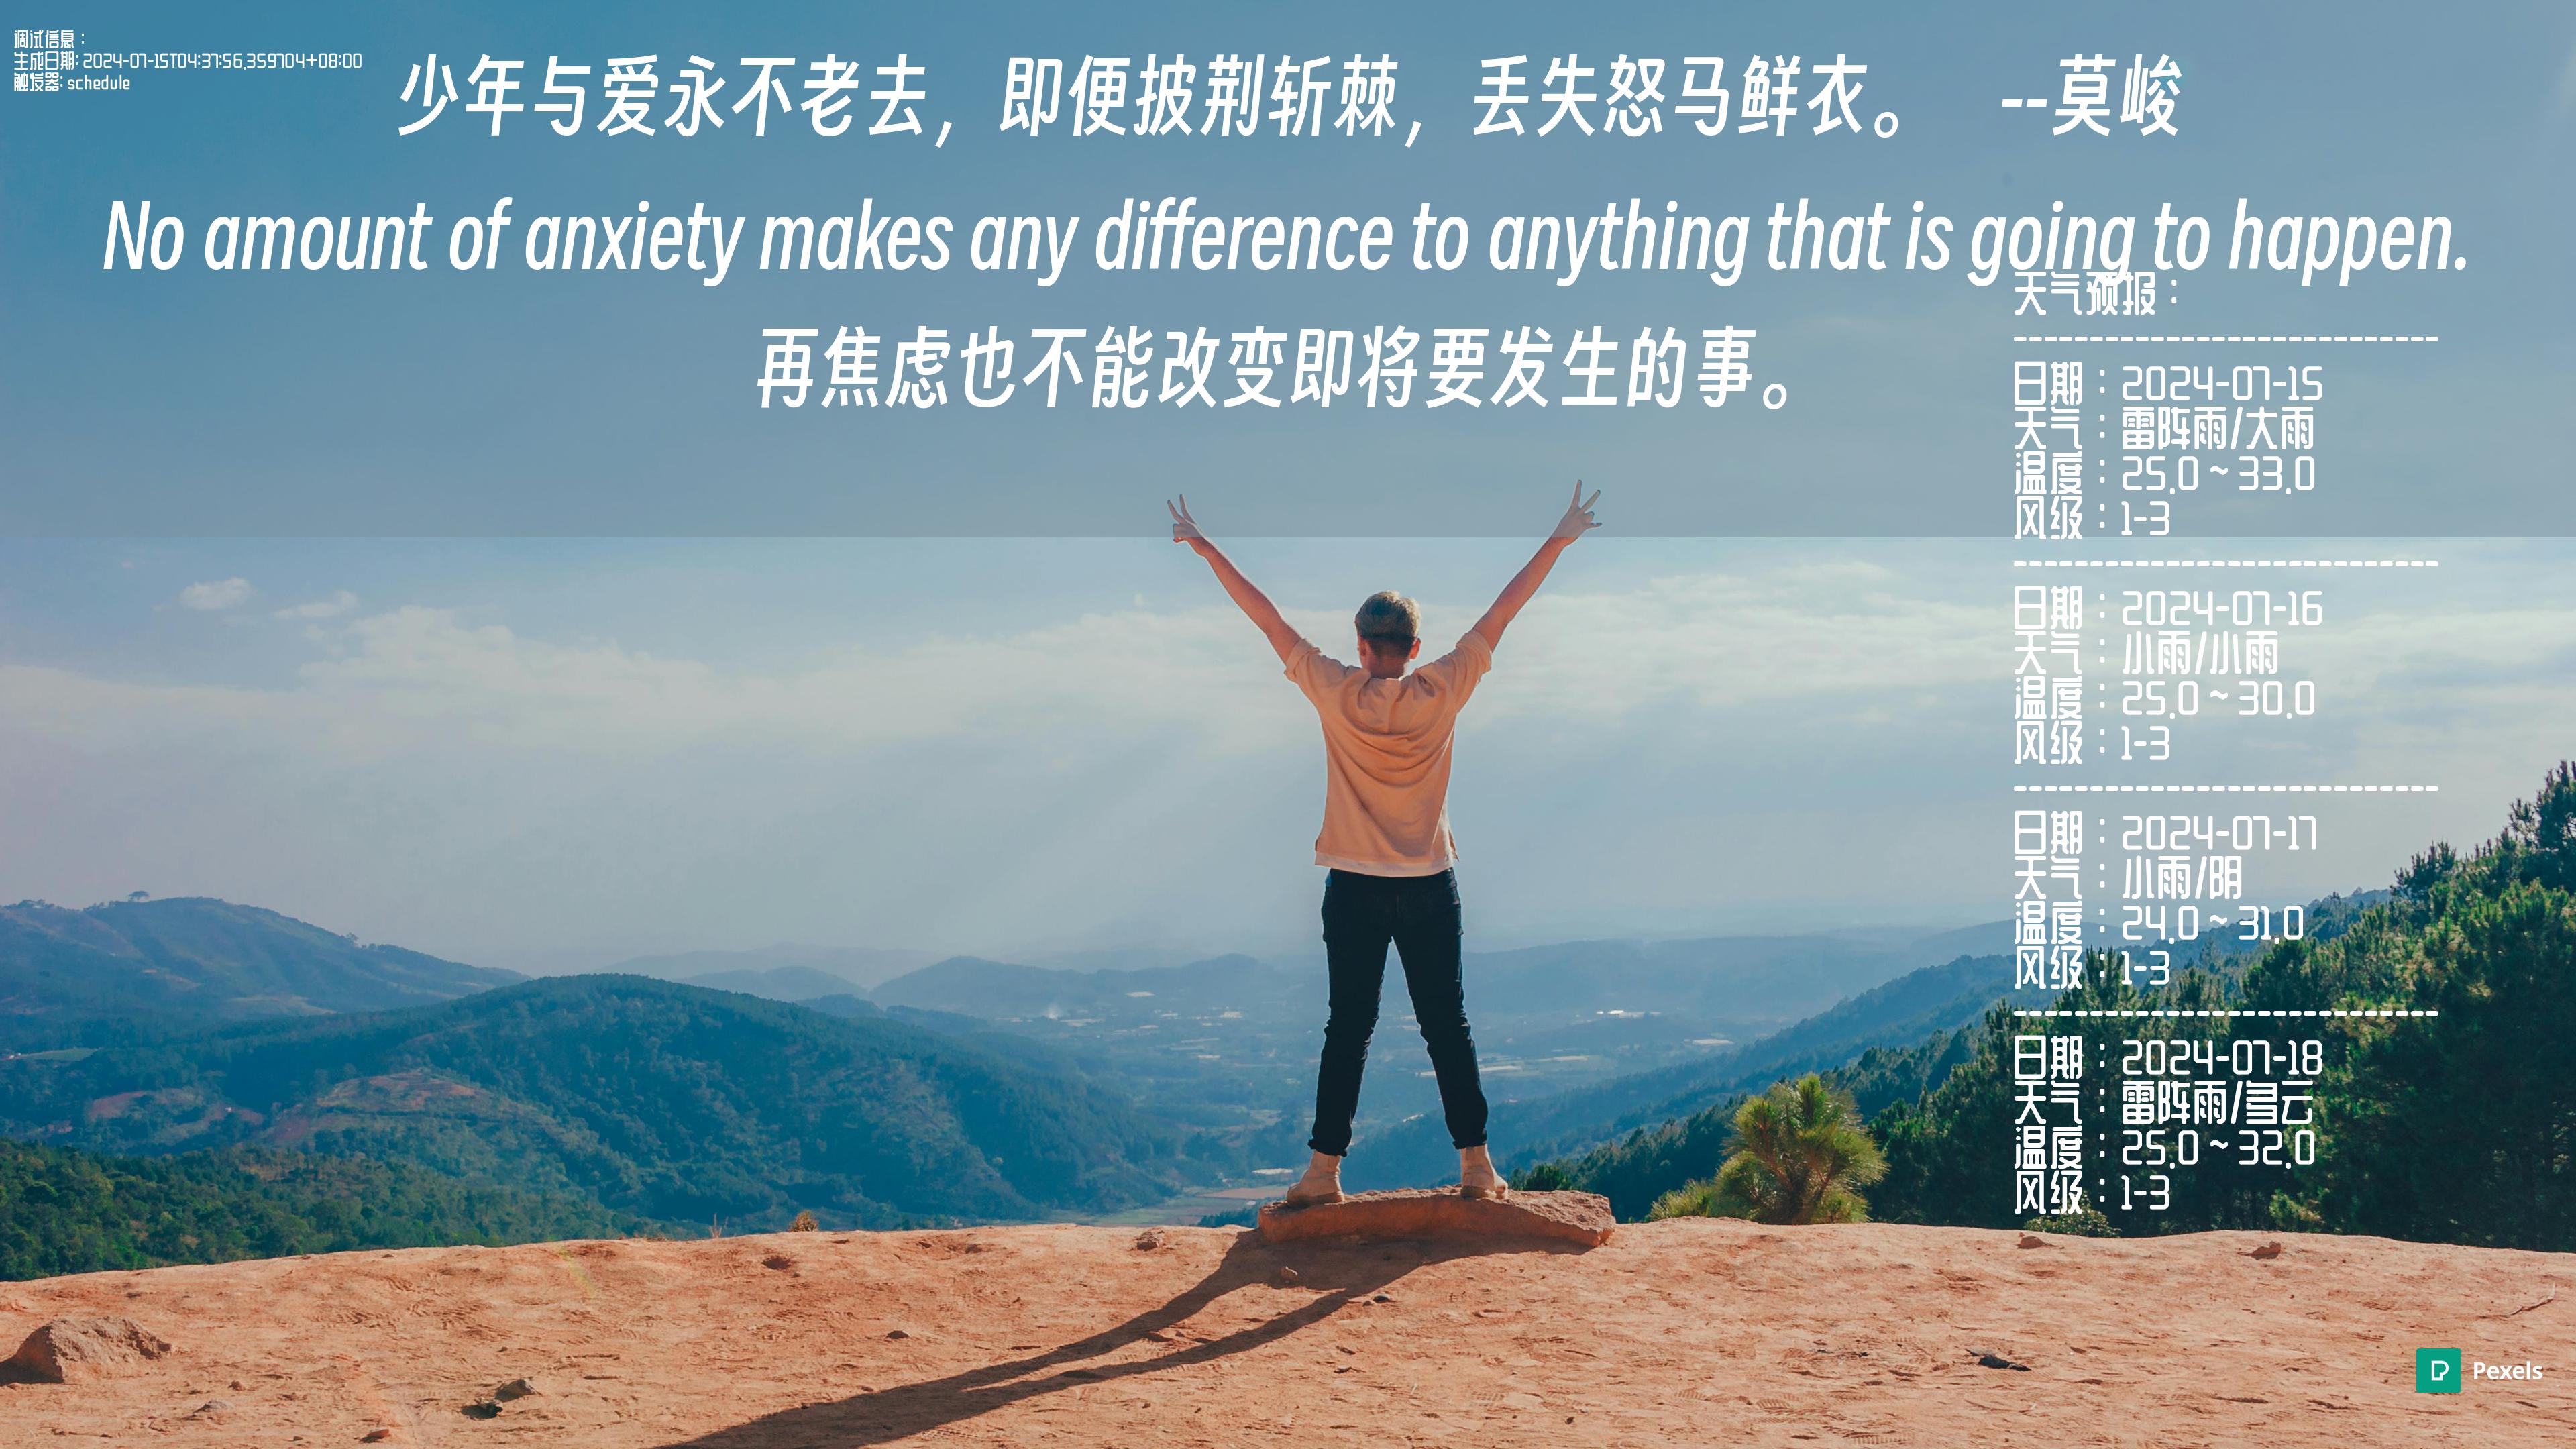 调试信息：
生成日期: 2024-07-15T04:37:56.359704+08:00
触发器: schedule
少年与爱永不老去，即便披荆斩棘，丢失怒马鲜衣。 --莫峻
No amount of anxiety makes any difference to anything that is going to happen.
再焦虑也不能改变即将要发生的事。
天气预报：
----------------------------
日期：2024-07-15
天气：雷阵雨/大雨
温度：25.0 ~ 33.0
风级：1-3
----------------------------
日期：2024-07-16
天气：小雨/小雨
温度：25.0 ~ 30.0
风级：1-3
----------------------------
日期：2024-07-17
天气：小雨/阴
温度：24.0 ~ 31.0
风级：1-3
----------------------------
日期：2024-07-18
天气：雷阵雨/多云
温度：25.0 ~ 32.0
风级：1-3
Pexels